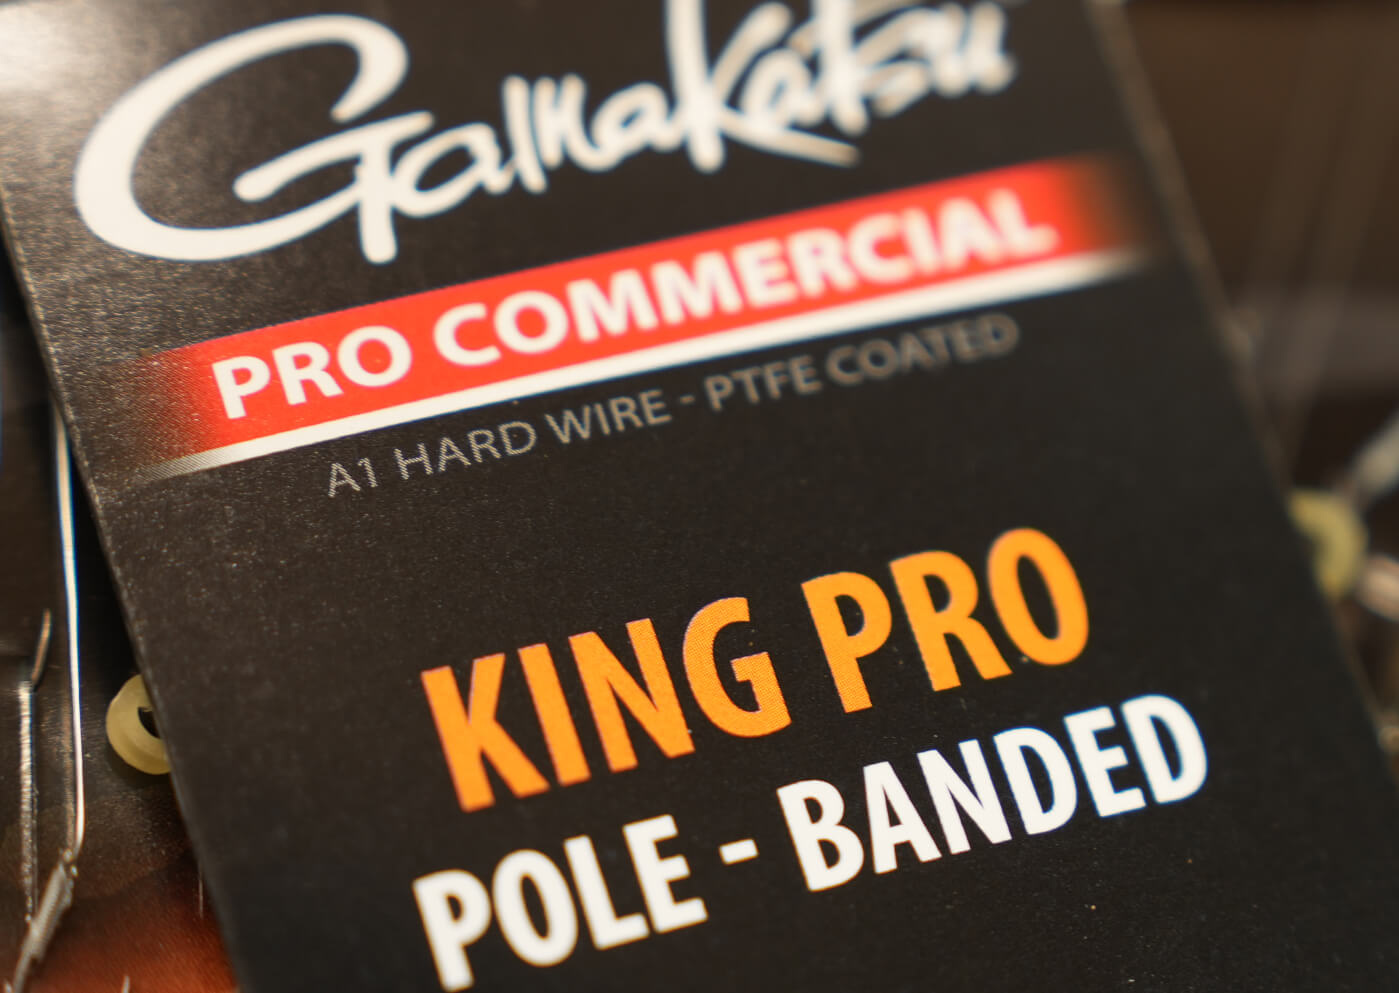 Gamakatsu
PRO COMMERCIAL
A1 HARD WIRE - PTFE COATED
KING PRO
POLE - BANDED